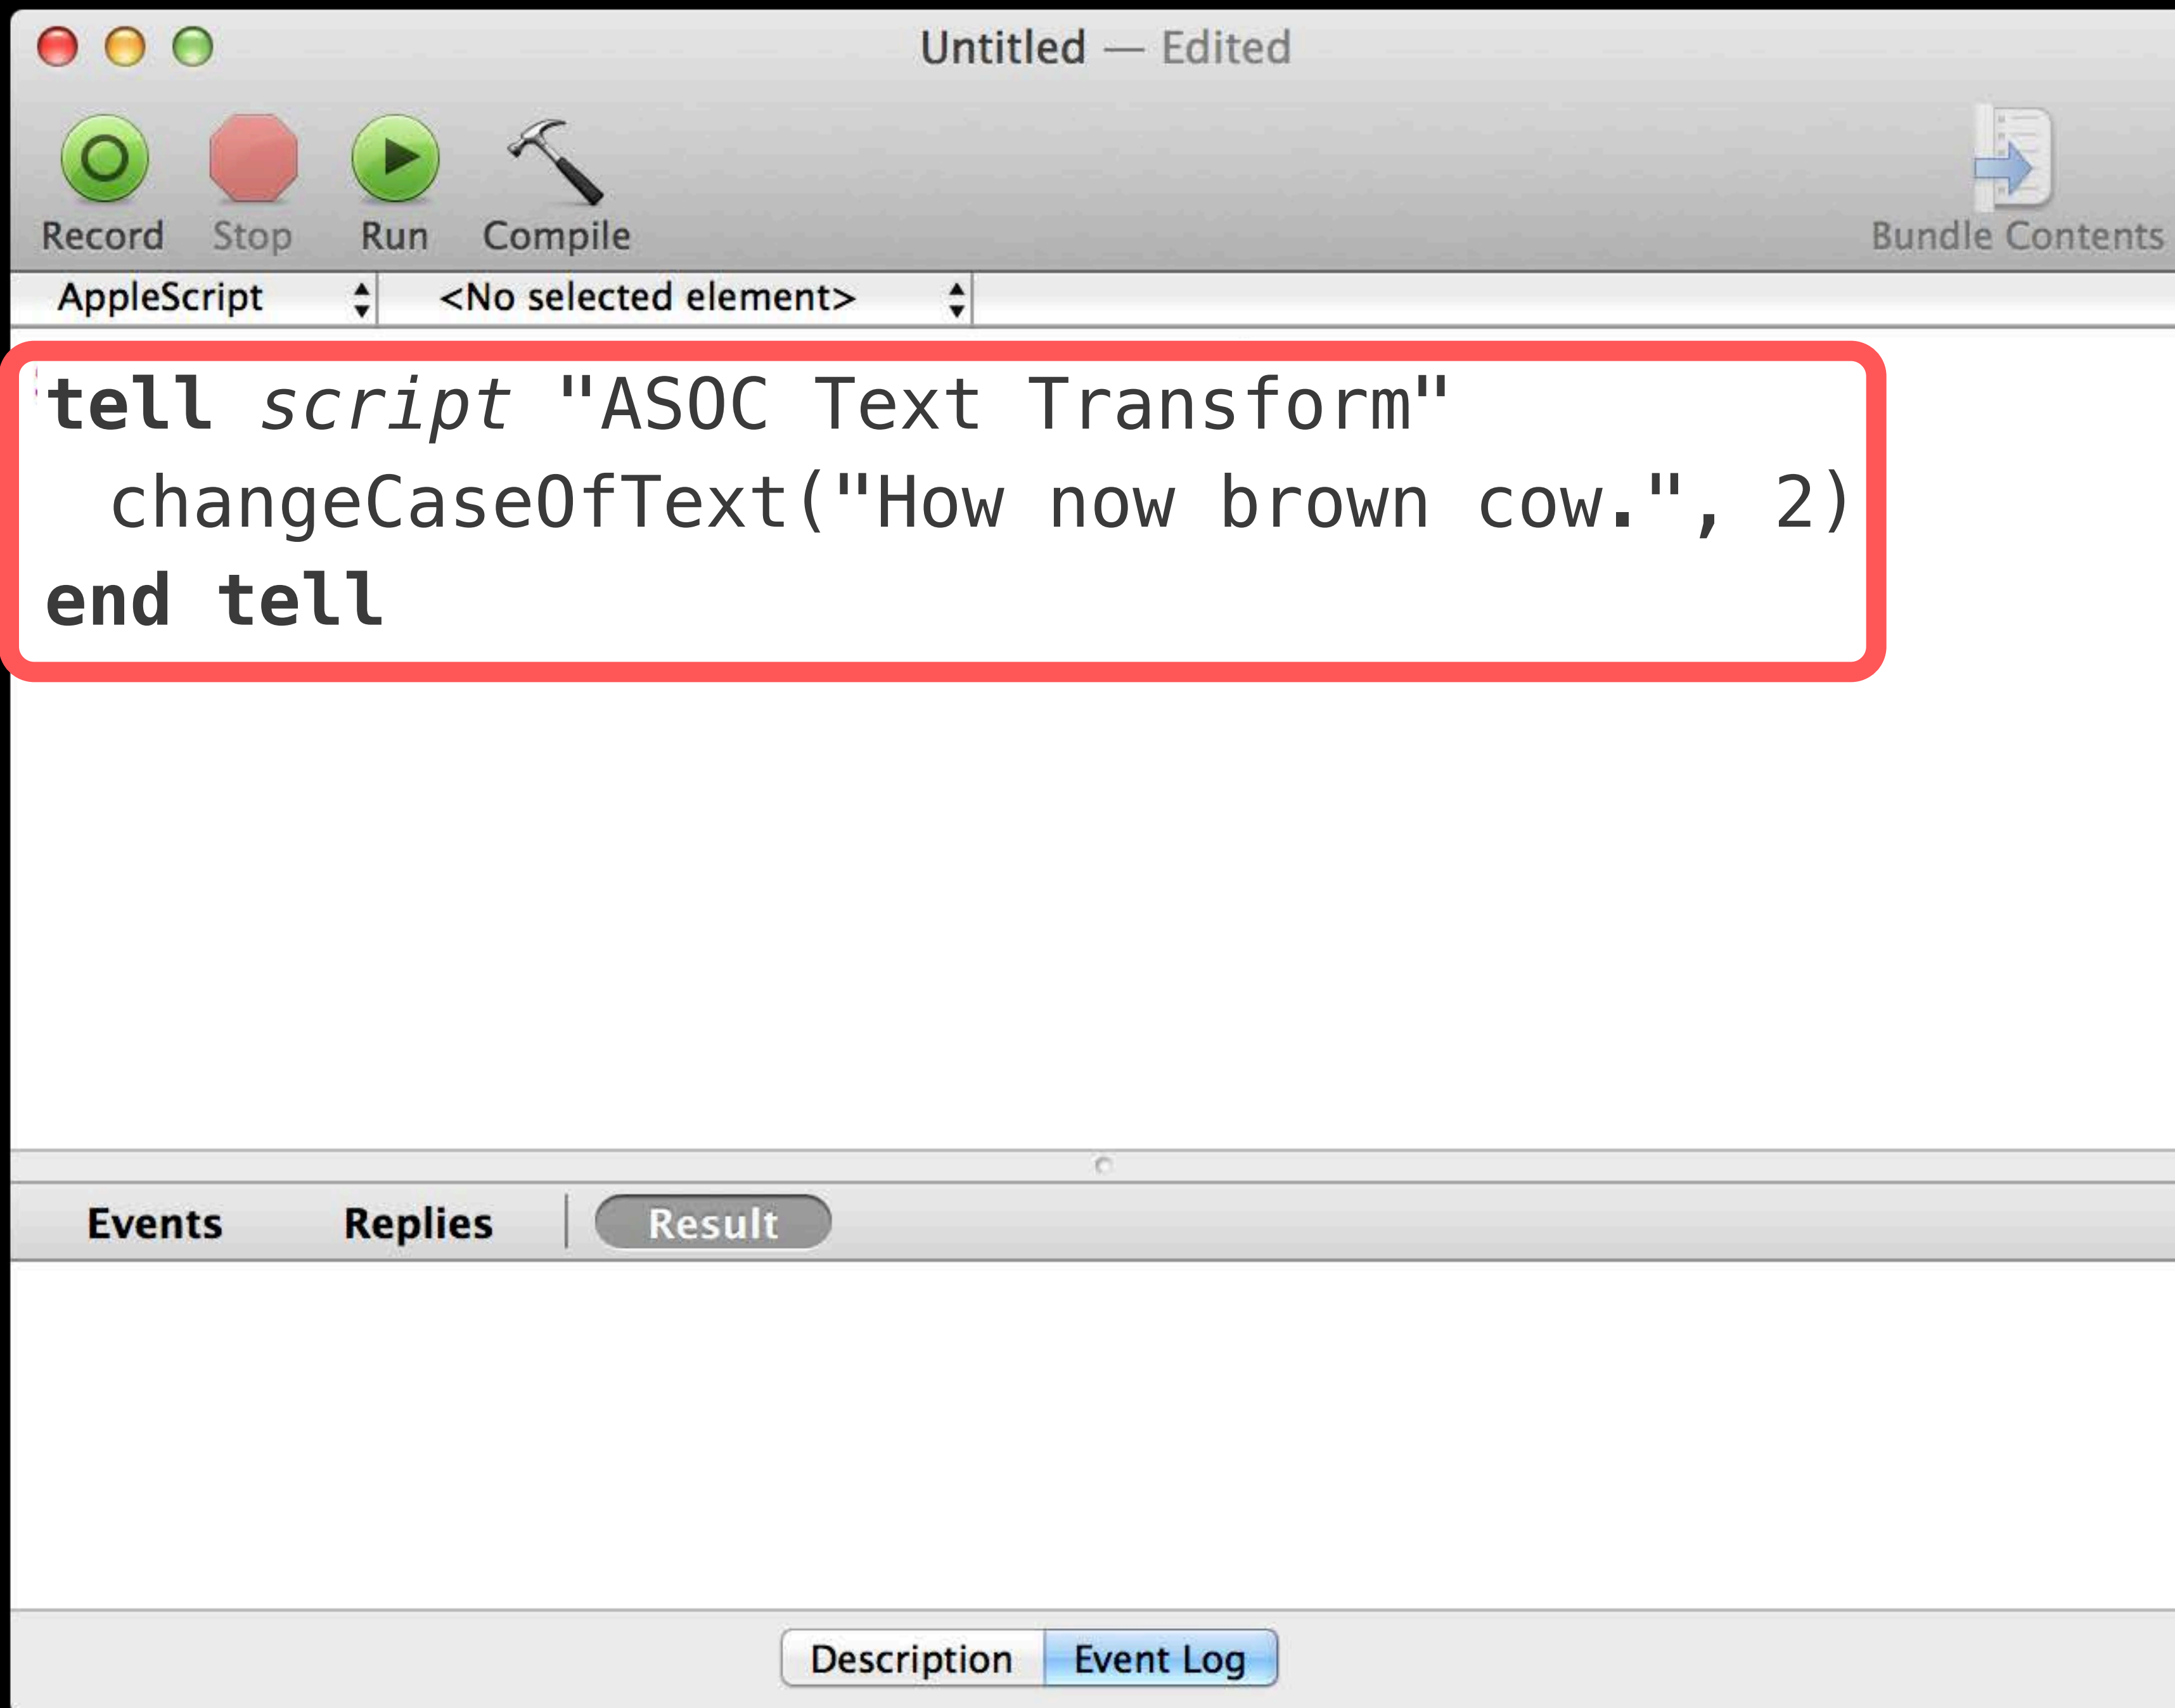 Untitled — Edited
Record Stop Run Compile Bundle Contents
AppleScript <No selected element>
tell script "ASOC Text Transform"
changeCaseOfText("How now brown cow.", 2)
end tell
Events Replies Result
Description Event Log